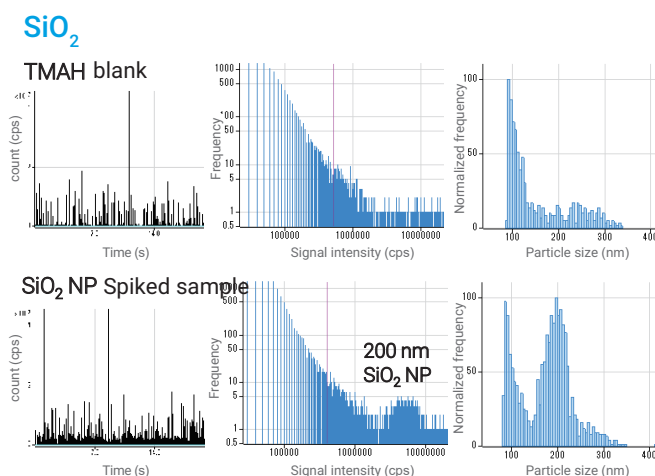 SiO2
TMAH blank
count (cps)
Time (s)
Frequency
1000
500
100
50
10
5
1
0.5
100000 1000000 10000000
Signal intensity (cps)
Normalized frequency
100
50
0
100 200 300 400
Particle size (nm)
SiO2 NP Spiked sample
count (cps)
Time (s)
Frequency
500
100
50
10
5
1
0.5
100000 1000000 10000000
Signal intensity (cps)
200 nm
SiO2 NP
Normalized frequency
100
50
0
100 200 300 400
Particle size (nm)